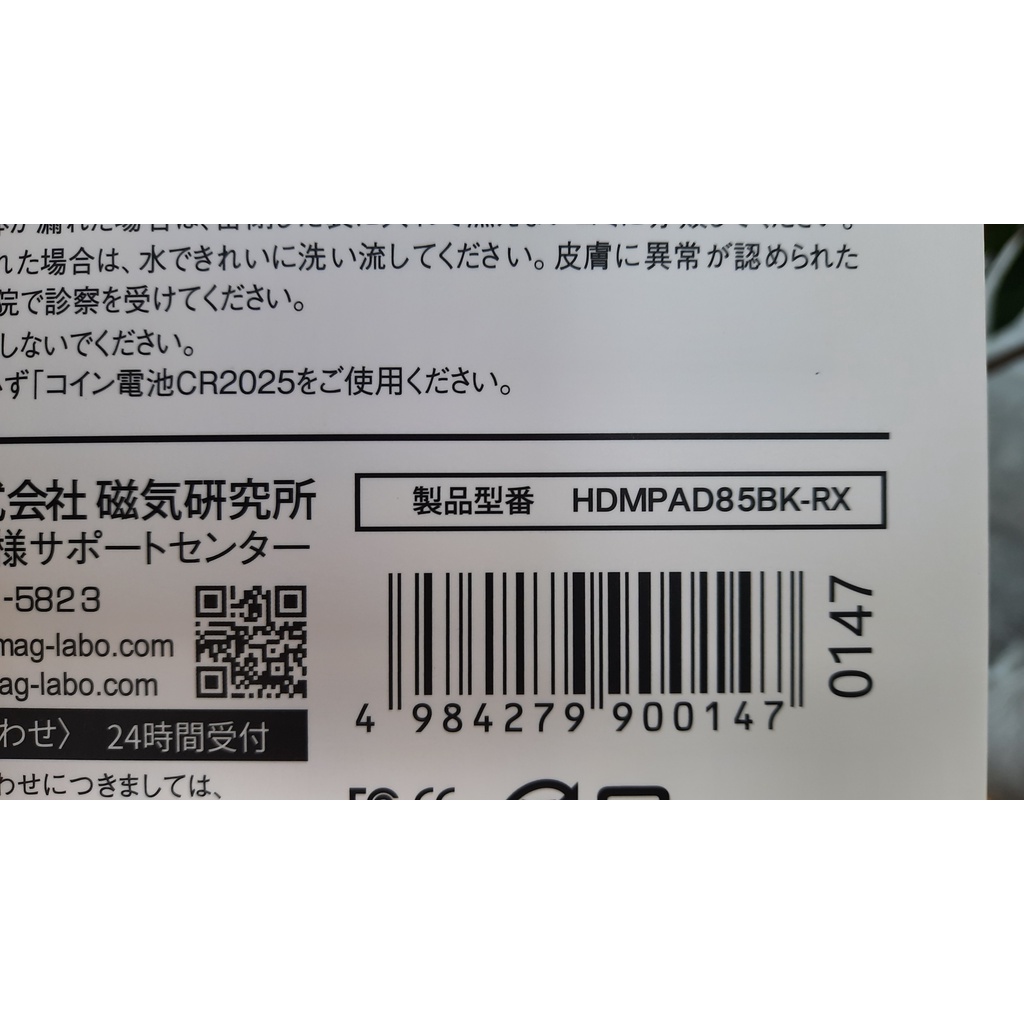 れた場合は、水できれいに洗い流してください。皮膚に異常が認められた
院で診察を受けてください。
しないでください。
ず「コイン電池CR2025をご使用ください。
会社 磁気研究所
様サポートセンター
-5823
mag-labo.com
ag-labo.com
わせ〉 24時間受付
わせにつきましては、
製品型番 HDMPAD85BK-RX
4 984279 900147
0147